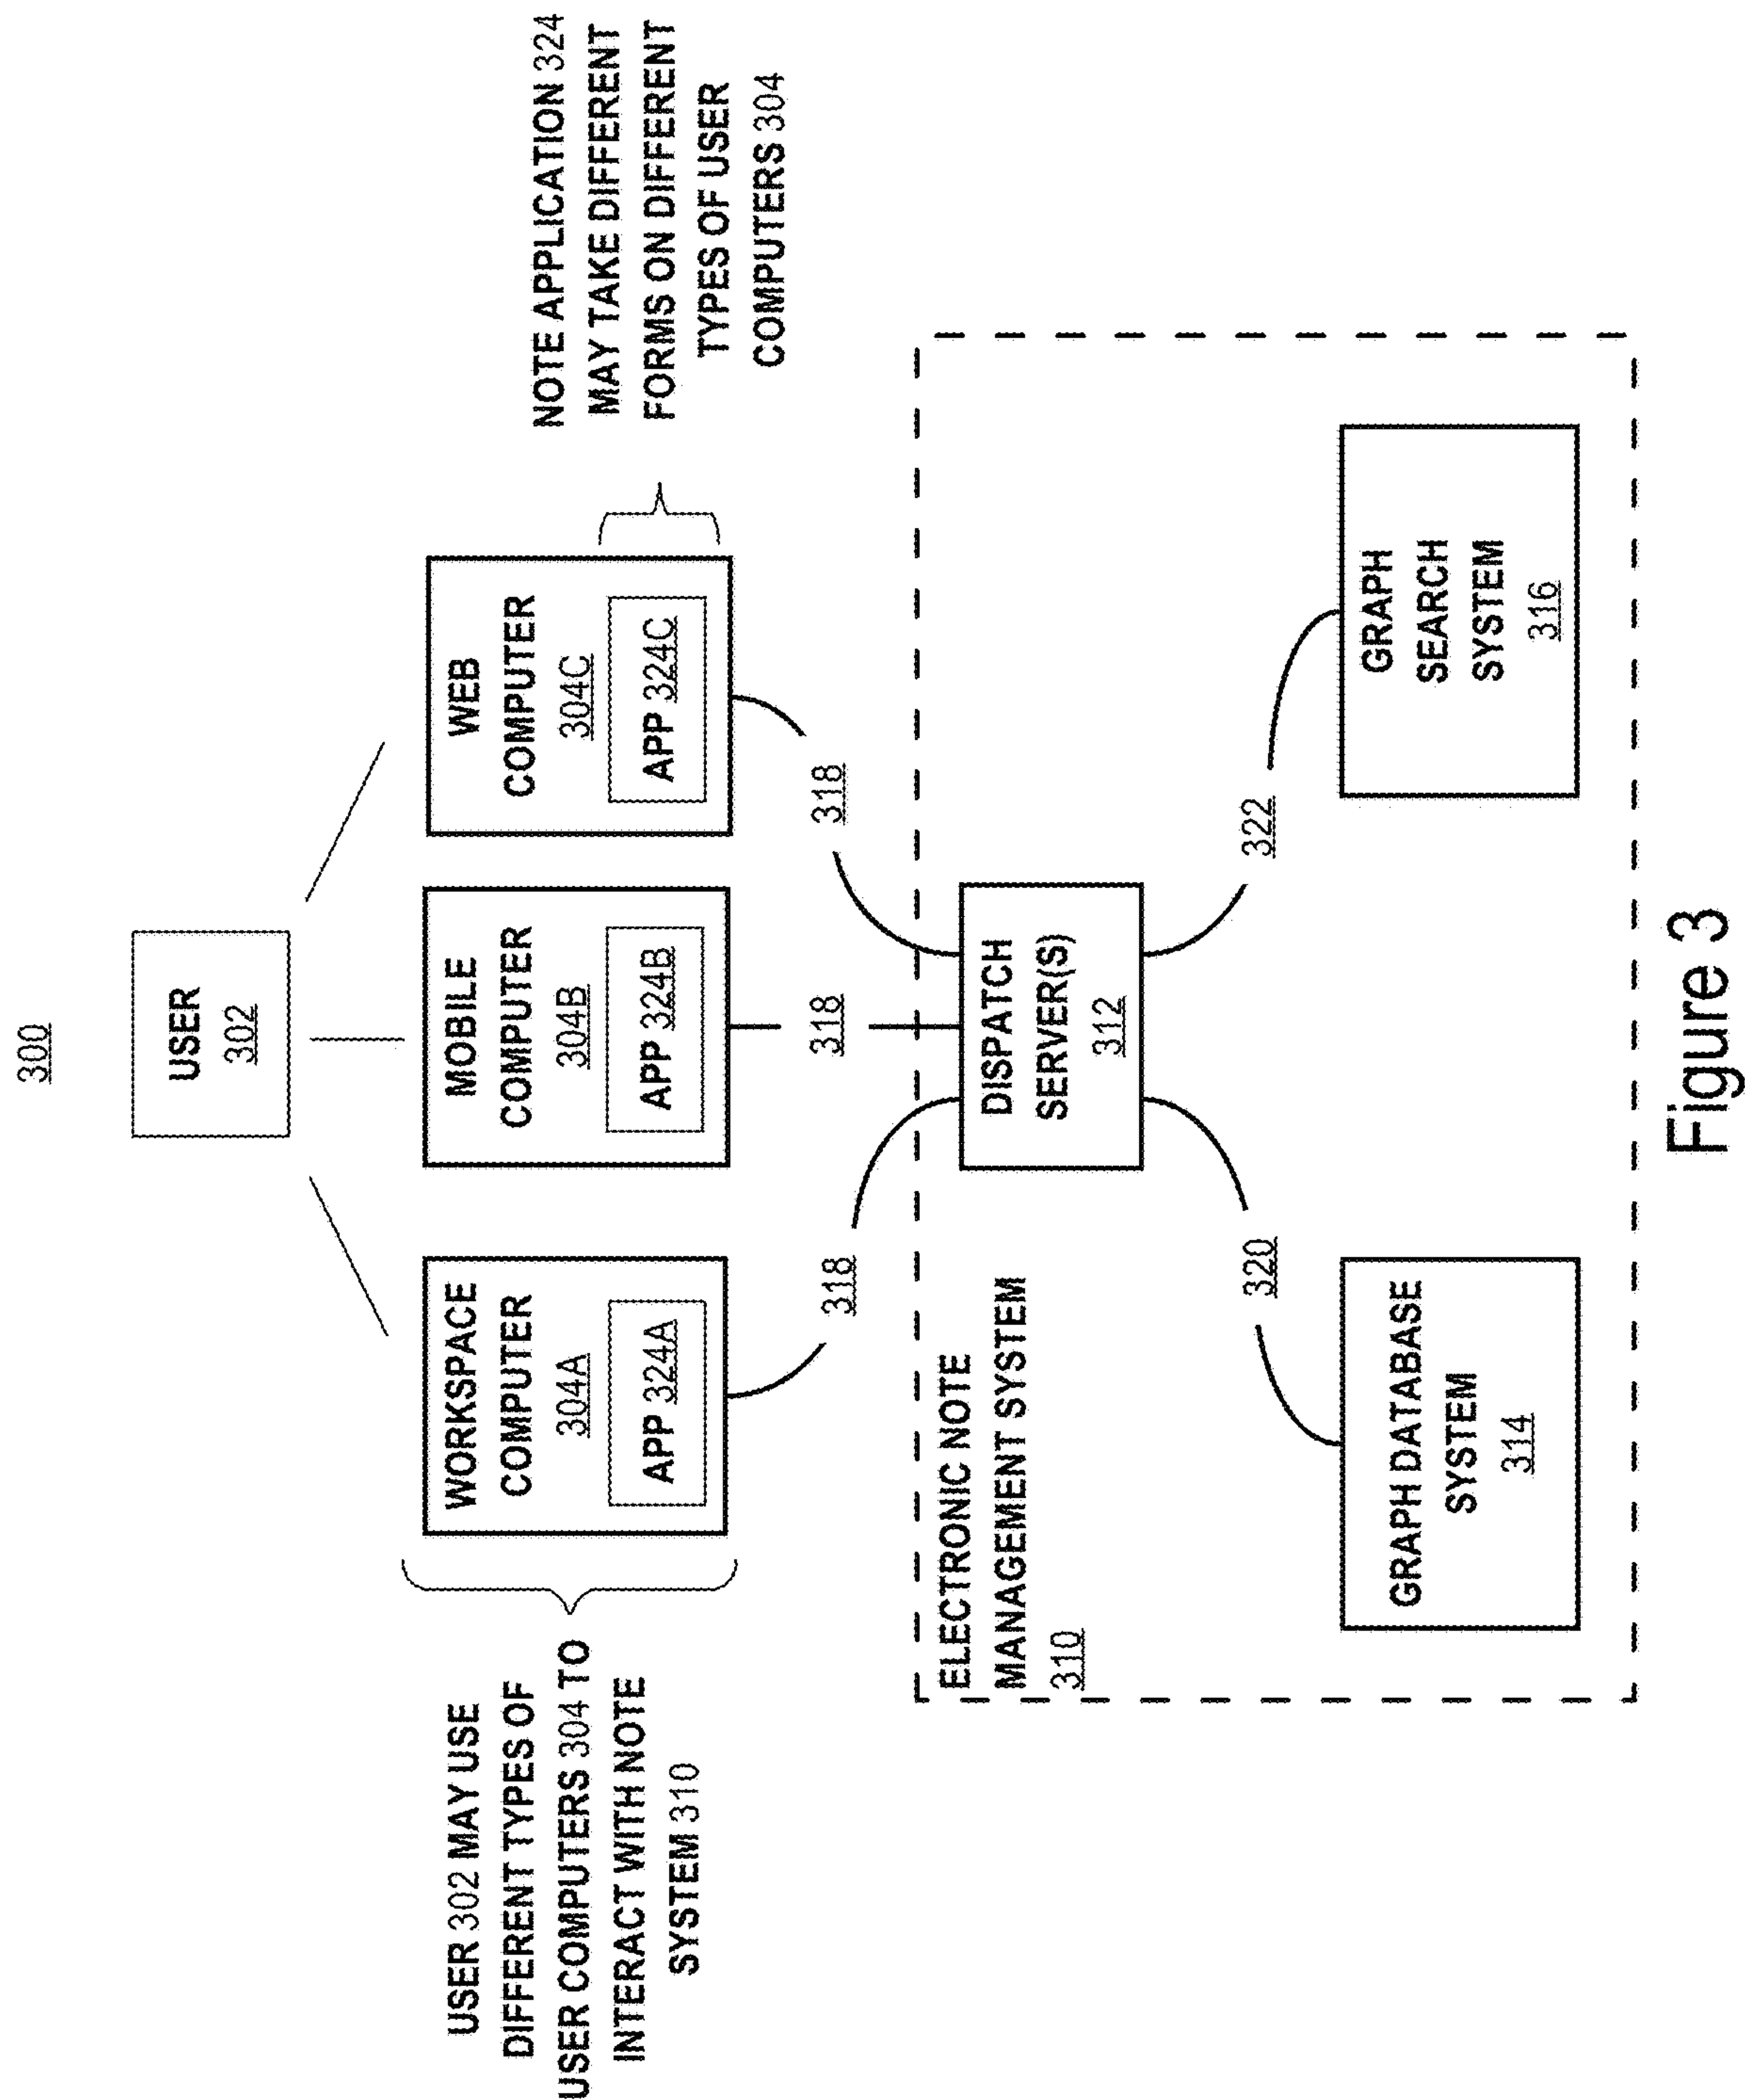 300
USER
302
USER 302 MAY USE
DIFFERENT TYPES OF
USER COMPUTERS 304 TO
INTERACT WITH NOTE
SYSTEM 310
WORKSPACE
COMPUTER
304A
APP 324A
MOBILE
COMPUTER
304B
APP 324B
WEB
COMPUTER
304C
APP 324C
NOTE APPLICATION 324
MAY TAKE DIFFERENT
FORMS ON DIFFERENT
TYPES OF USER
COMPUTERS 304
318
318
318
ELECTRONIC NOTE
MANAGEMENT SYSTEM
310
DISPATCH
SERVER(S)
312
320
322
GRAPH DATABASE
SYSTEM
314
GRAPH
SEARCH
SYSTEM
316
Figure 3